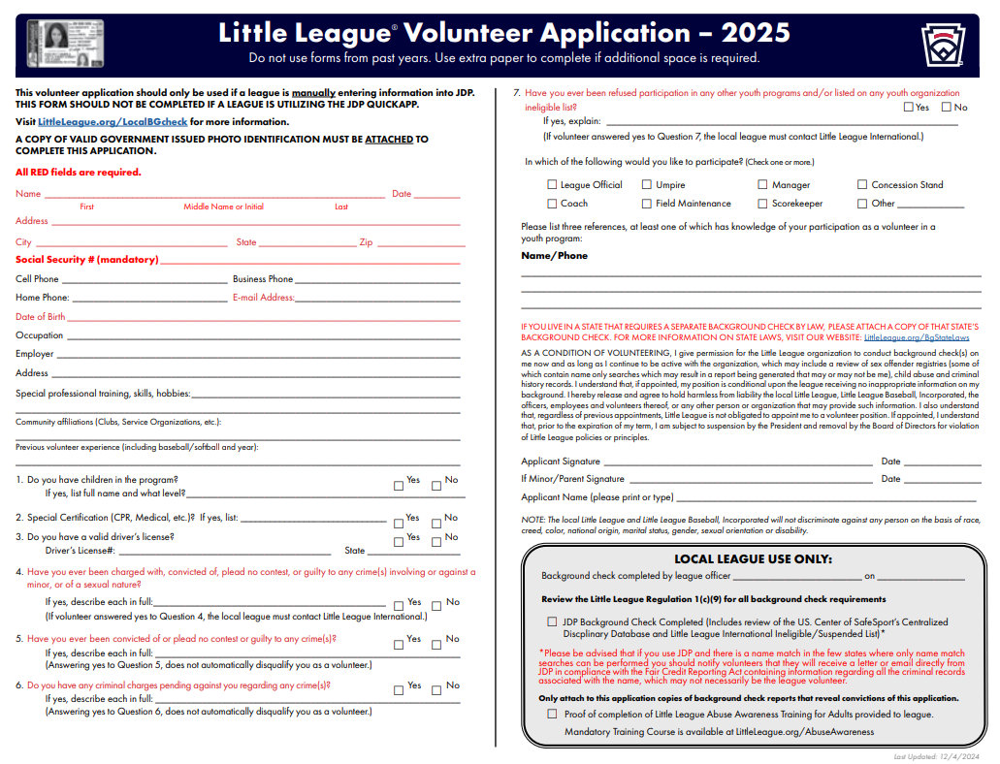 Little League® Volunteer Application – 2025
Do not use forms from past years. Use extra paper to complete if additional space is required.
This volunteer application should only be used if a league is manually entering information into JDP.
THIS FORM SHOULD NOT BE COMPLETED IF A LEAGUE IS UTILIZING THE JDP QUICKAPP.
Visit LittleLeague.org/LocalBGcheck for more information.
A COPY OF VALID GOVERNMENT ISSUED PHOTO IDENTIFICATION MUST BE ATTACHED TO
COMPLETE THIS APPLICATION.
All RED fields are required.
Name Date
First Middle Name or Initial Last
Address
City State Zip
Social Security # (mandatory)
Cell Phone Business Phone
Home Phone: E-mail Address:
Date of Birth
Occupation
Employer
Address
Special professional training, skills, hobbies:
Community affiliations (Clubs, Service Organizations, etc.):
Previous volunteer experience (including baseball/softball and year):
1. Do you have children in the program? Yes No
If yes, list full name and what level?
2. Special Certification (CPR, Medical, etc.)? If yes, list: Yes No
3. Do you have a valid driver's license? Yes No
Driver's License#: State
4. Have you ever been charged with, convicted of, plead no contest, or guilty to any crime(s) involving or against a
minor, or of a sexual nature?
If yes, describe each in full: Yes No
(If volunteer answered yes to Question 4, the local league must contact Little League International.)
5. Have you ever been convicted of or plead no contest or guilty to any crime(s)? Yes No
If yes, describe each in full:
(Answering yes to Question 5, does not automatically disqualify you as a volunteer.)
6. Do you have any criminal charges pending against you regarding any crime(s)? Yes No
If yes, describe each in full:
(Answering yes to Question 6, does not automatically disqualify you as a volunteer.)
7. Have you ever been refused participation in any other youth programs and/or listed on any youth organization
ineligible list? Yes No
If yes, explain:
(If volunteer answered yes to Question 7, the local league must contact Little League International.)
In which of the following would you like to participate? (Check one or more.)
League Official Umpire Manager Concession Stand
Coach Field Maintenance Scorekeeper Other
Please list three references, at least one of which has knowledge of your participation as a volunteer in a
youth program:
Name/Phone
IF YOU LIVE IN A STATE THAT REQUIRES A SEPARATE BACKGROUND CHECK BY LAW, PLEASE ATTACH A COPY OF THAT STATE'S
BACKGROUND CHECK. FOR MORE INFORMATION ON STATE LAWS, VISIT OUR WEBSITE: LittleLeague.org/BgStateLaws
AS A CONDITION OF VOLUNTEERING, I give permission for the Little League organization to conduct background check(s) on
me now and as long as I continue to be active with the organization, which may include a review of sex offender registries (some of
which contain name only searches which may result in a report being generated that may or may not be me), child abuse and criminal
history records. I understand that, if appointed, my position is conditional upon the league receiving no inappropriate information on my
background. I hereby release and agree to hold harmless from liability the local Little League, Little League Baseball, Incorporated, the
officers, employees and volunteers thereof, or any other person or organization that may provide such information. I also understand
that, regardless of previous appointments, Little League is not obligated to appoint me to a volunteer position. If appointed, I understand
that, prior to the expiration of my term, I am subject to suspension by the President and removal by the Board of Directors for violation
of Little League policies or principles.
Applicant Signature Date
If Minor/Parent Signature Date
Applicant Name (please print or type)
NOTE: The local Little League and Little League Baseball, Incorporated will not discriminate against any person on the basis of race,
creed, color, national origin, marital status, gender, sexual orientation or disability.
LOCAL LEAGUE USE ONLY:
Background check completed by league officer on
Review the Little League Regulation 1(c)(9) for all background check requirements
JDP Background Check Completed (Includes review of the US. Center of SafeSport's Centralized
Discplinary Database and Little League International Ineligible/Suspended List)*
*Please be advised that if you use JDP and there is a name match in the few states where only name match
searches can be performed you should notify volunteers that they will receive a letter or email directly from
JDP in compliance with the Fair Credit Reporting Act containing information regarding all the criminal records
associated with the name, which may not necessarily be the league volunteer.
Only attach to this application copies of background check reports that reveal convictions of this application.
Proof of completion of Little League Abuse Awareness Training for Adults provided to league.
Mandatory Training Course is available at LittleLeague.org/AbuseAwareness
Last Updated: 12/4/2024